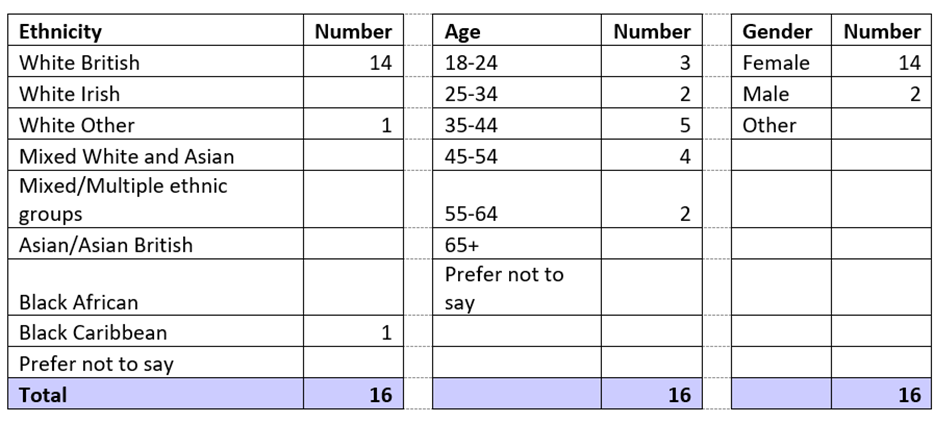 Ethnicity Number Age Number Gender Number
White British 14 18-24 3 Female 14
White Irish 25-34 2 Male 2
White Other 1 35-44 5 Other
Mixed White and Asian 45-54 4
Mixed/Multiple ethnic
groups 55-64 2
Asian/Asian British 65+
Prefer not to
Black African say
Black Caribbean 1
Prefer not to say
Total 16 16 16